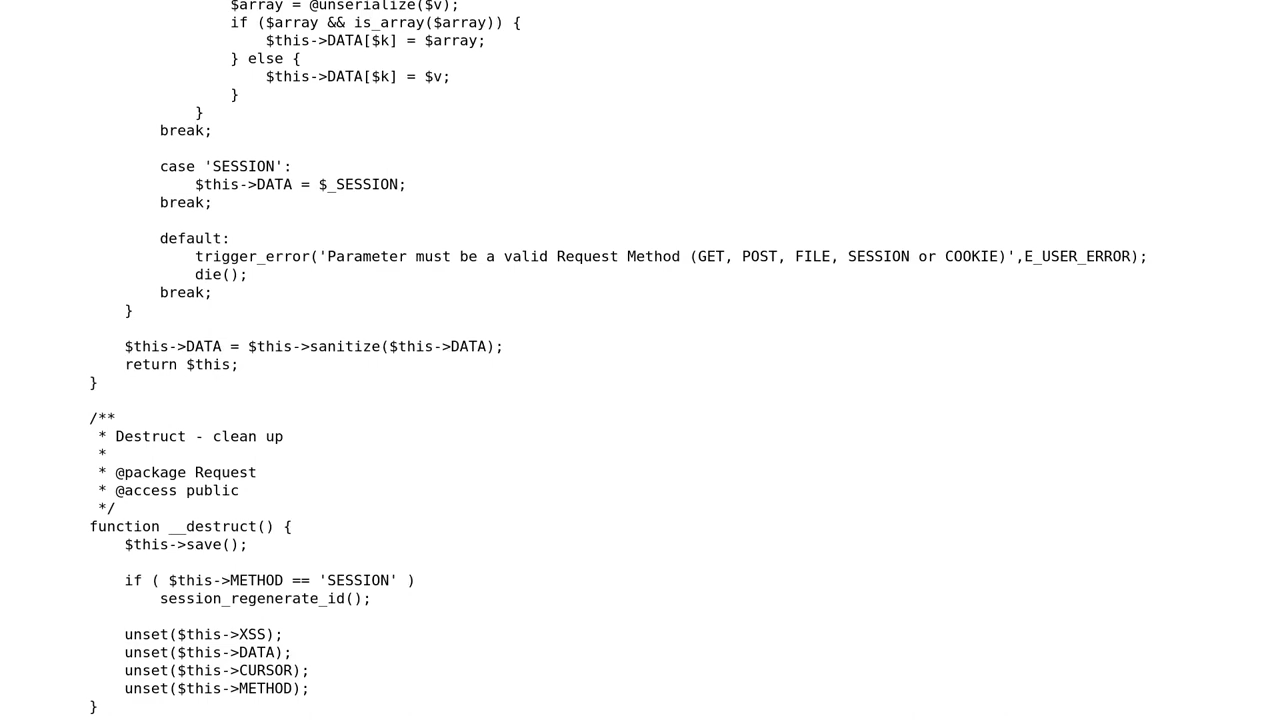 $array = @unserialize($v);
if ($array && is_array($array)) {
$this->DATA[$k] = $array;
} else {
$this->DATA[$k] = $v;
}
}
break;
case 'SESSION':
$this->DATA = $_SESSION;
break;
default:
trigger_error('Parameter must be a valid Request Method (GET, POST, FILE, SESSION or COOKIE)',E_USER_ERROR);
die();
break;
}
$this->DATA = $this->sanitize($this->DATA);
return $this;
}
/**
* Destruct - clean up
*
* @package Request
* @access public
*/
function __destruct() {
$this->save();
if ( $this->METHOD == 'SESSION' )
session_regenerate_id();
unset($this->XSS);
unset($this->DATA);
unset($this->CURSOR);
unset($this->METHOD);
}